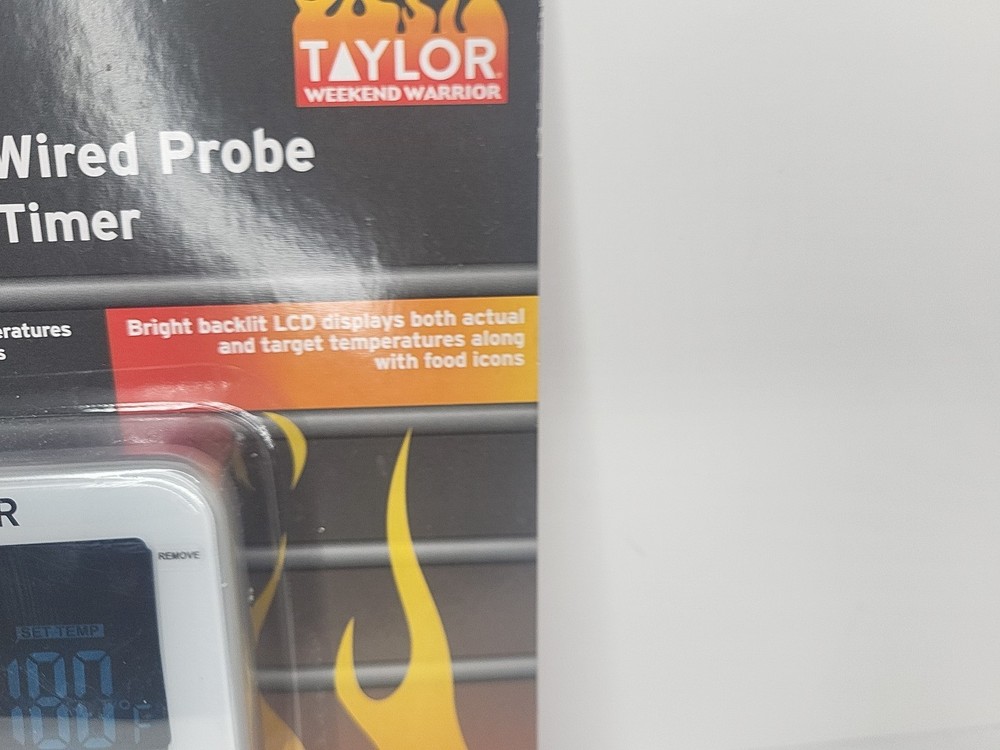 TAYLOR
WEEKEND WARRIOR
Wired Probe
Timer
Bright backlit LCD displays both actual
and target temperatures along
with food icons
REMOVE
SET TEMP
°F